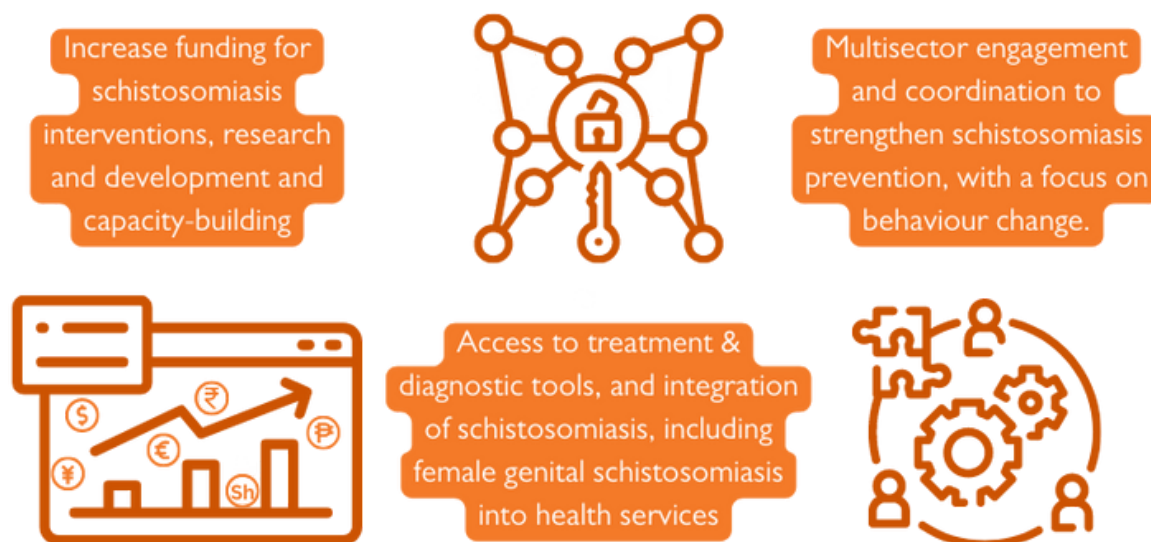 Increase funding for
schistosomiasis
interventions, research
and development and
capacity-building
Multisector engagement
and coordination to
strengthen schistosomiasis
prevention, with a focus on
behaviour change.
$
₹
€
¥
₱
Sh
Access to treatment &
diagnostic tools, and integration
of schistosomiasis, including
female genital schistosomiasis
into health services